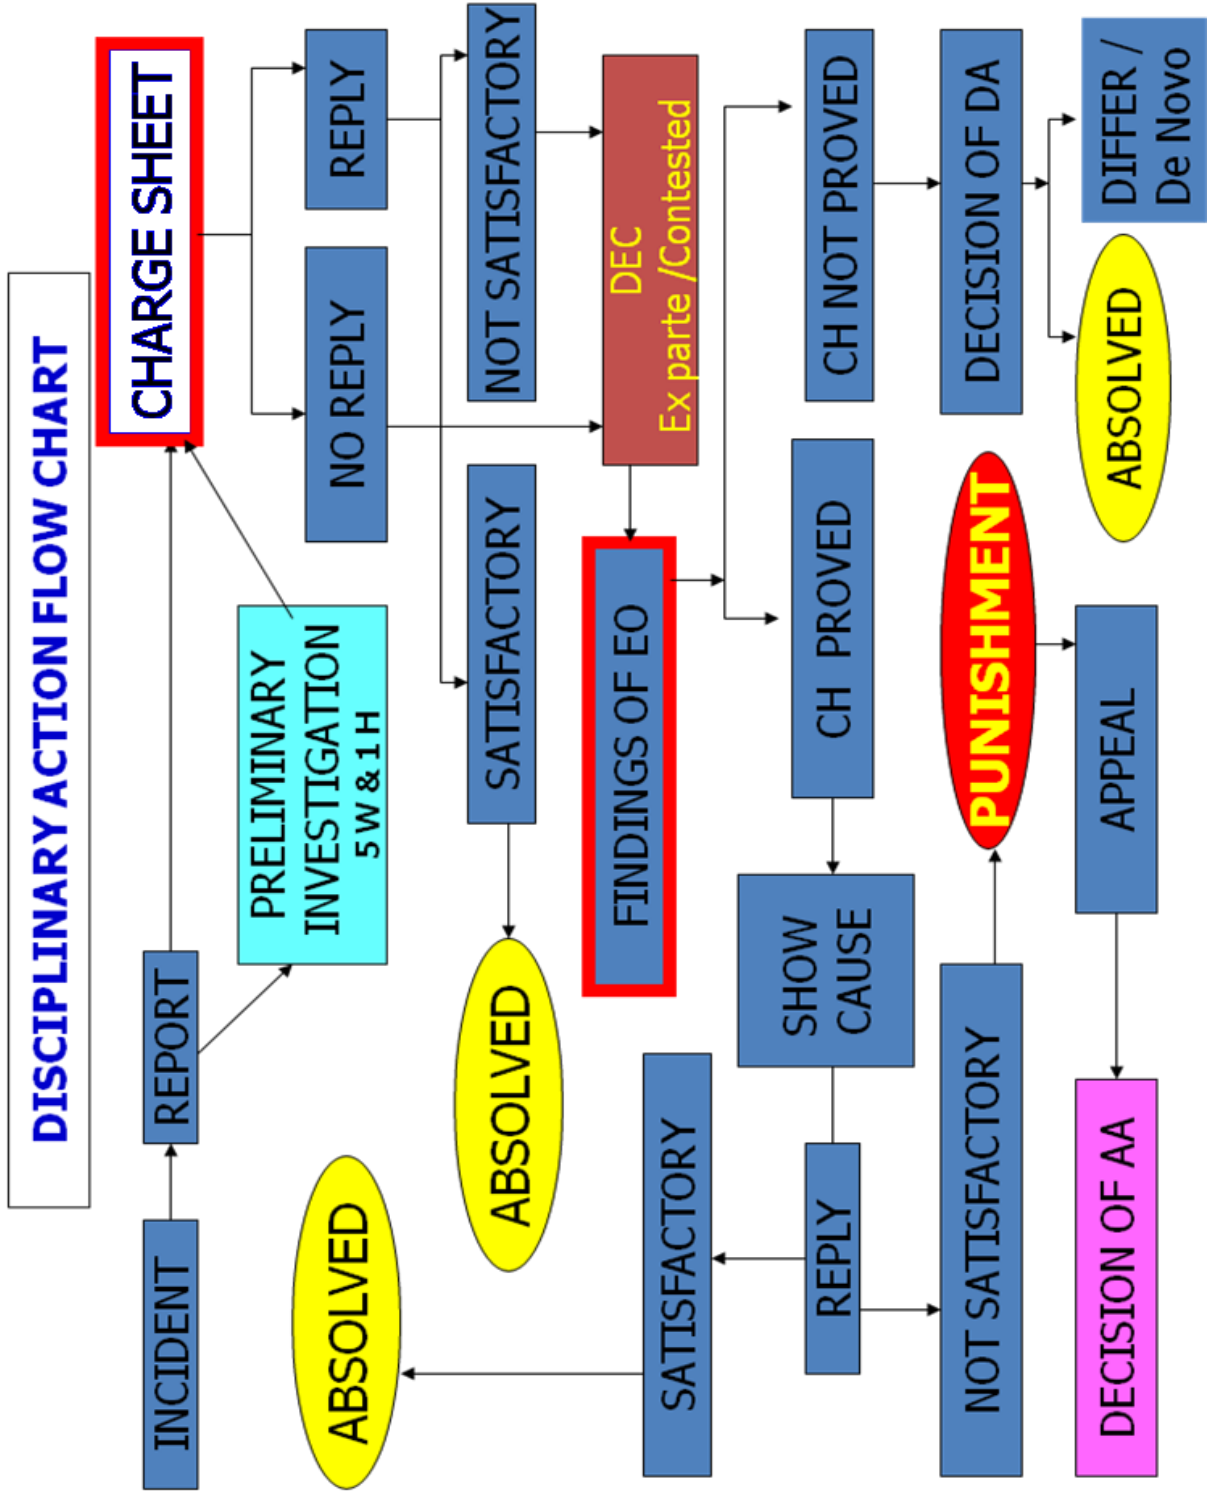 DISCIPLINARY ACTION FLOW CHART
INCIDENT
REPORT
CHARGE SHEET
PRELIMINARY
INVESTIGATION
5 W & 1 H
ABSOLVED
NO REPLY
REPLY
ABSOLVED
SATISFACTORY
NOT SATISFACTORY
FINDINGS OF EO
DEC
Ex parte /Contested
SATISFACTORY
REPLY
SHOW
CAUSE
CH PROVED
CH NOT PROVED
NOT SATISFACTORY
PUNISHMENT
DECISION OF DA
DECISION OF AA
APPEAL
ABSOLVED
DIFFER /
De Novo